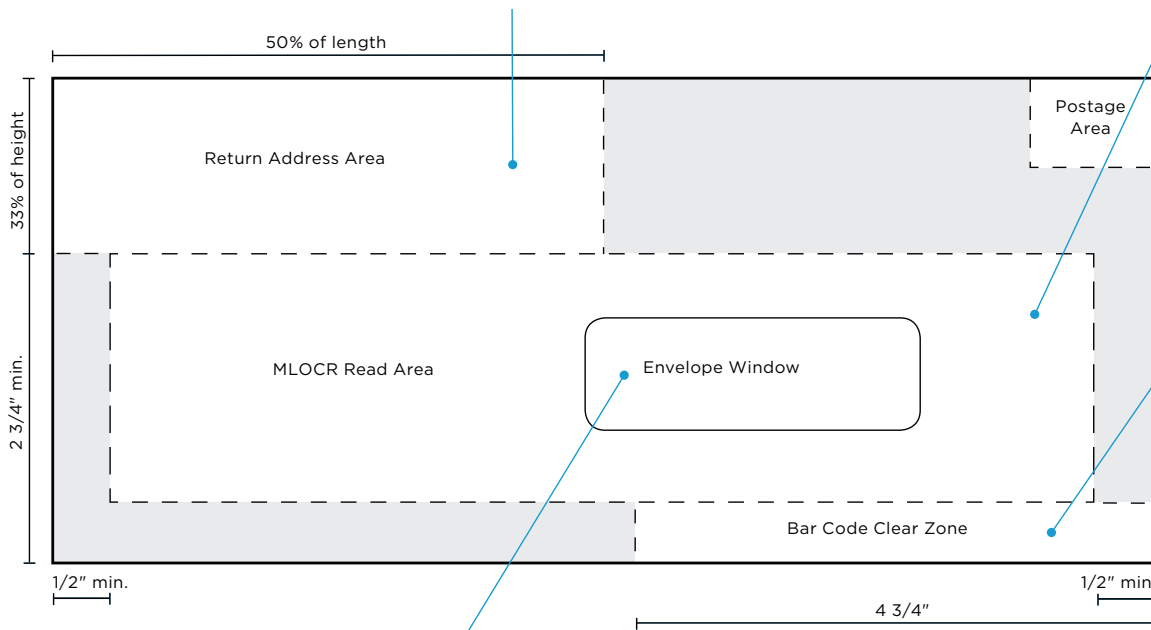 50% of length
33% of height
Return Address Area
Postage
Area
2 3/4" min.
MLOCR Read Area
Envelope Window
Bar Code Clear Zone
1/2" min.
1/2" min
4 3/4"